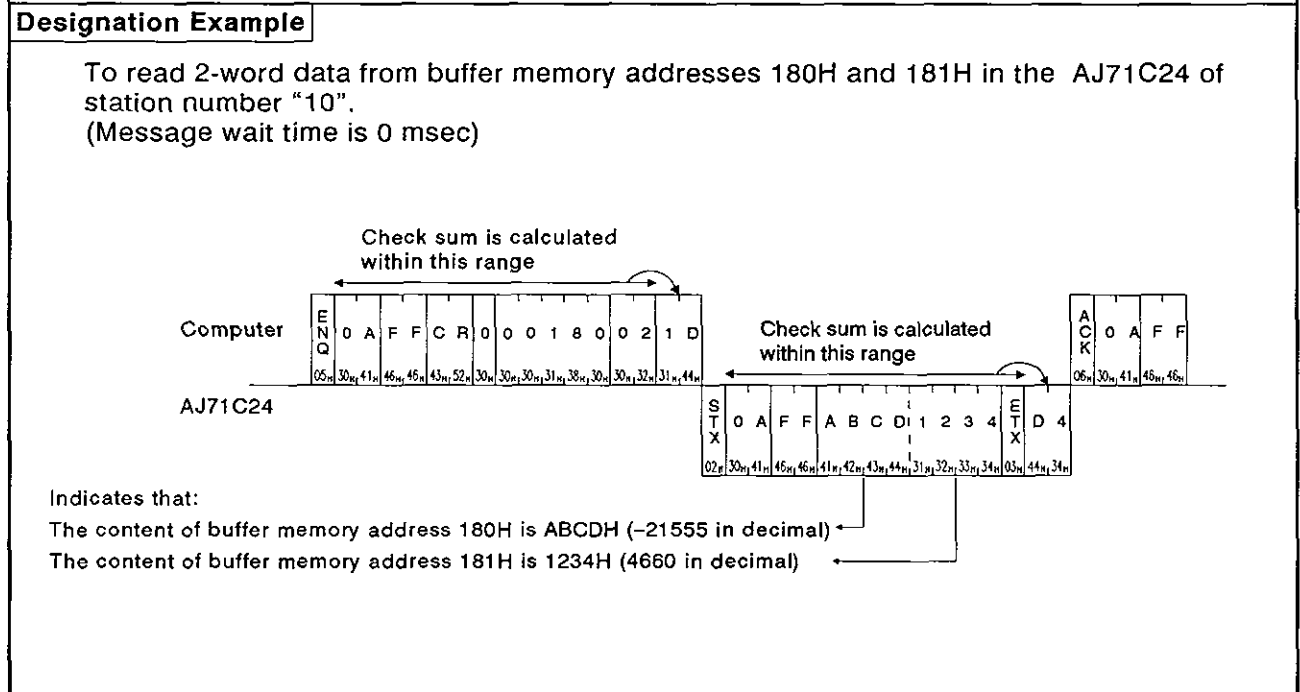 Designation Example
To read 2-word data from buffer memory addresses 180H and 181H in the AJ71C24 of
station number “10”.
(Message wait time is 0 msec)
Check sum is calculated
within this range
Computer
ENQ 0 A F F C R 0 0 0 1 8 0 0 2 1 D
05H 30H, 41H 46H, 46H 43H, 52H 30H 30H, 30H, 31H, 38H, 30H 30H, 32H 31H, 44H
Check sum is calculated
within this range
ACK 0 A F F
06H 30H, 41H 46H, 46H
AJ71C24
STX 0 A F F A B C D 1 2 3 4 ETX D 4
02H 30H, 41H 46H, 46H 41H, 42H, 43H, 44H 31H, 32H, 33H, 34H 03H 44H, 34H
Indicates that:
The content of buffer memory address 180H is ABCDH (–21555 in decimal)
The content of buffer memory address 181H is 1234H (4660 in decimal)